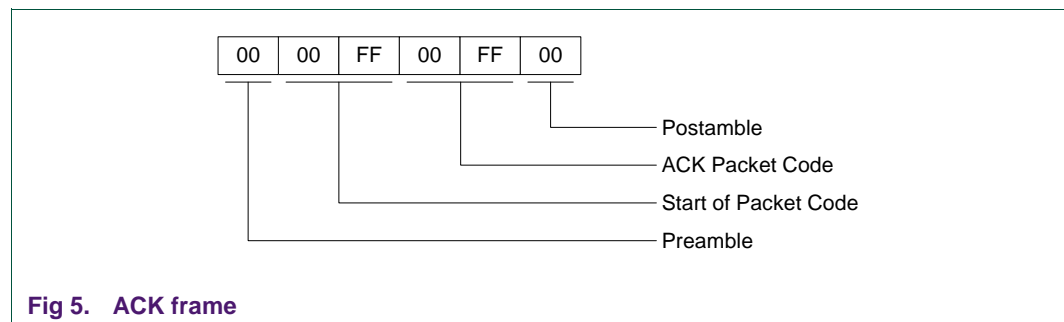 00 00 FF 00 FF 00
Postamble
ACK Packet Code
Start of Packet Code
Preamble
Fig 5. ACK frame